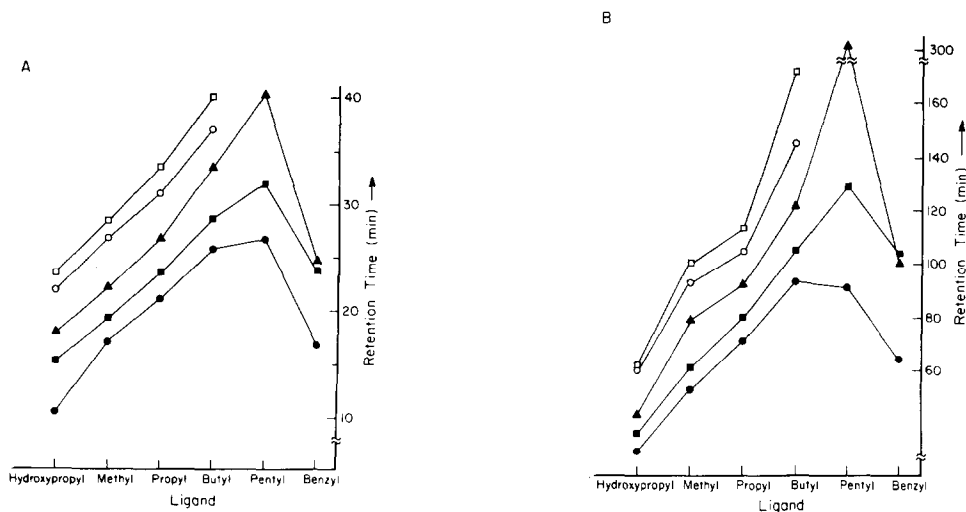 A
40
30
20
10
Retention Time (min)
Hydroxypropyl Methyl Propyl Butyl Pentyl Benzyl
Ligand
B
300
160
140
120
100
80
60
Retention Time (min)
Hydroxypropyl Methyl Propyl Butyl Pentyl Benzyl
Ligand